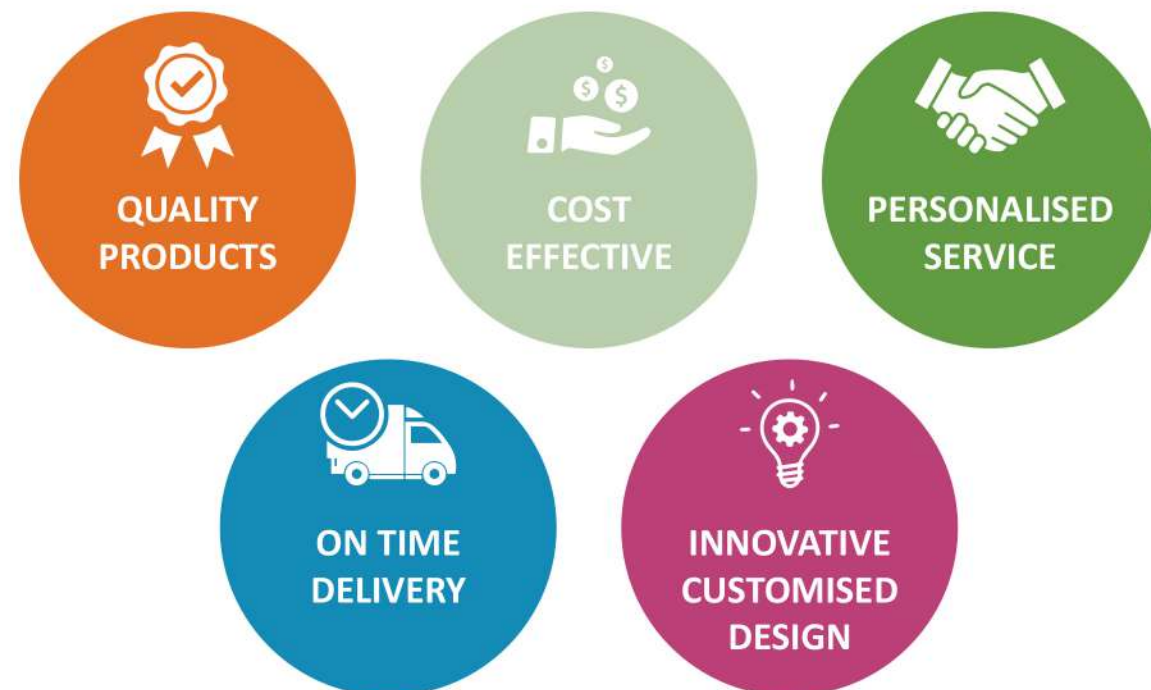 QUALITY
PRODUCTS
COST
EFFECTIVE
PERSONALISED
SERVICE
ON TIME
DELIVERY
INNOVATIVE
CUSTOMISED
DESIGN